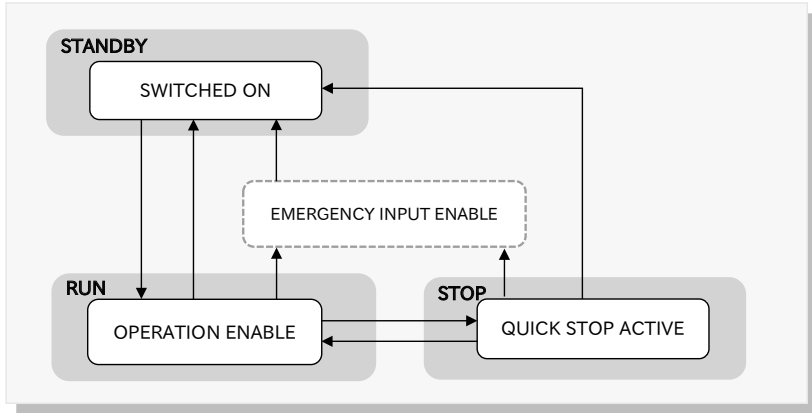 STANDBY
SWITCHED ON
EMERGENCY INPUT ENABLE
RUN
OPERATION ENABLE
STOP
QUICK STOP ACTIVE